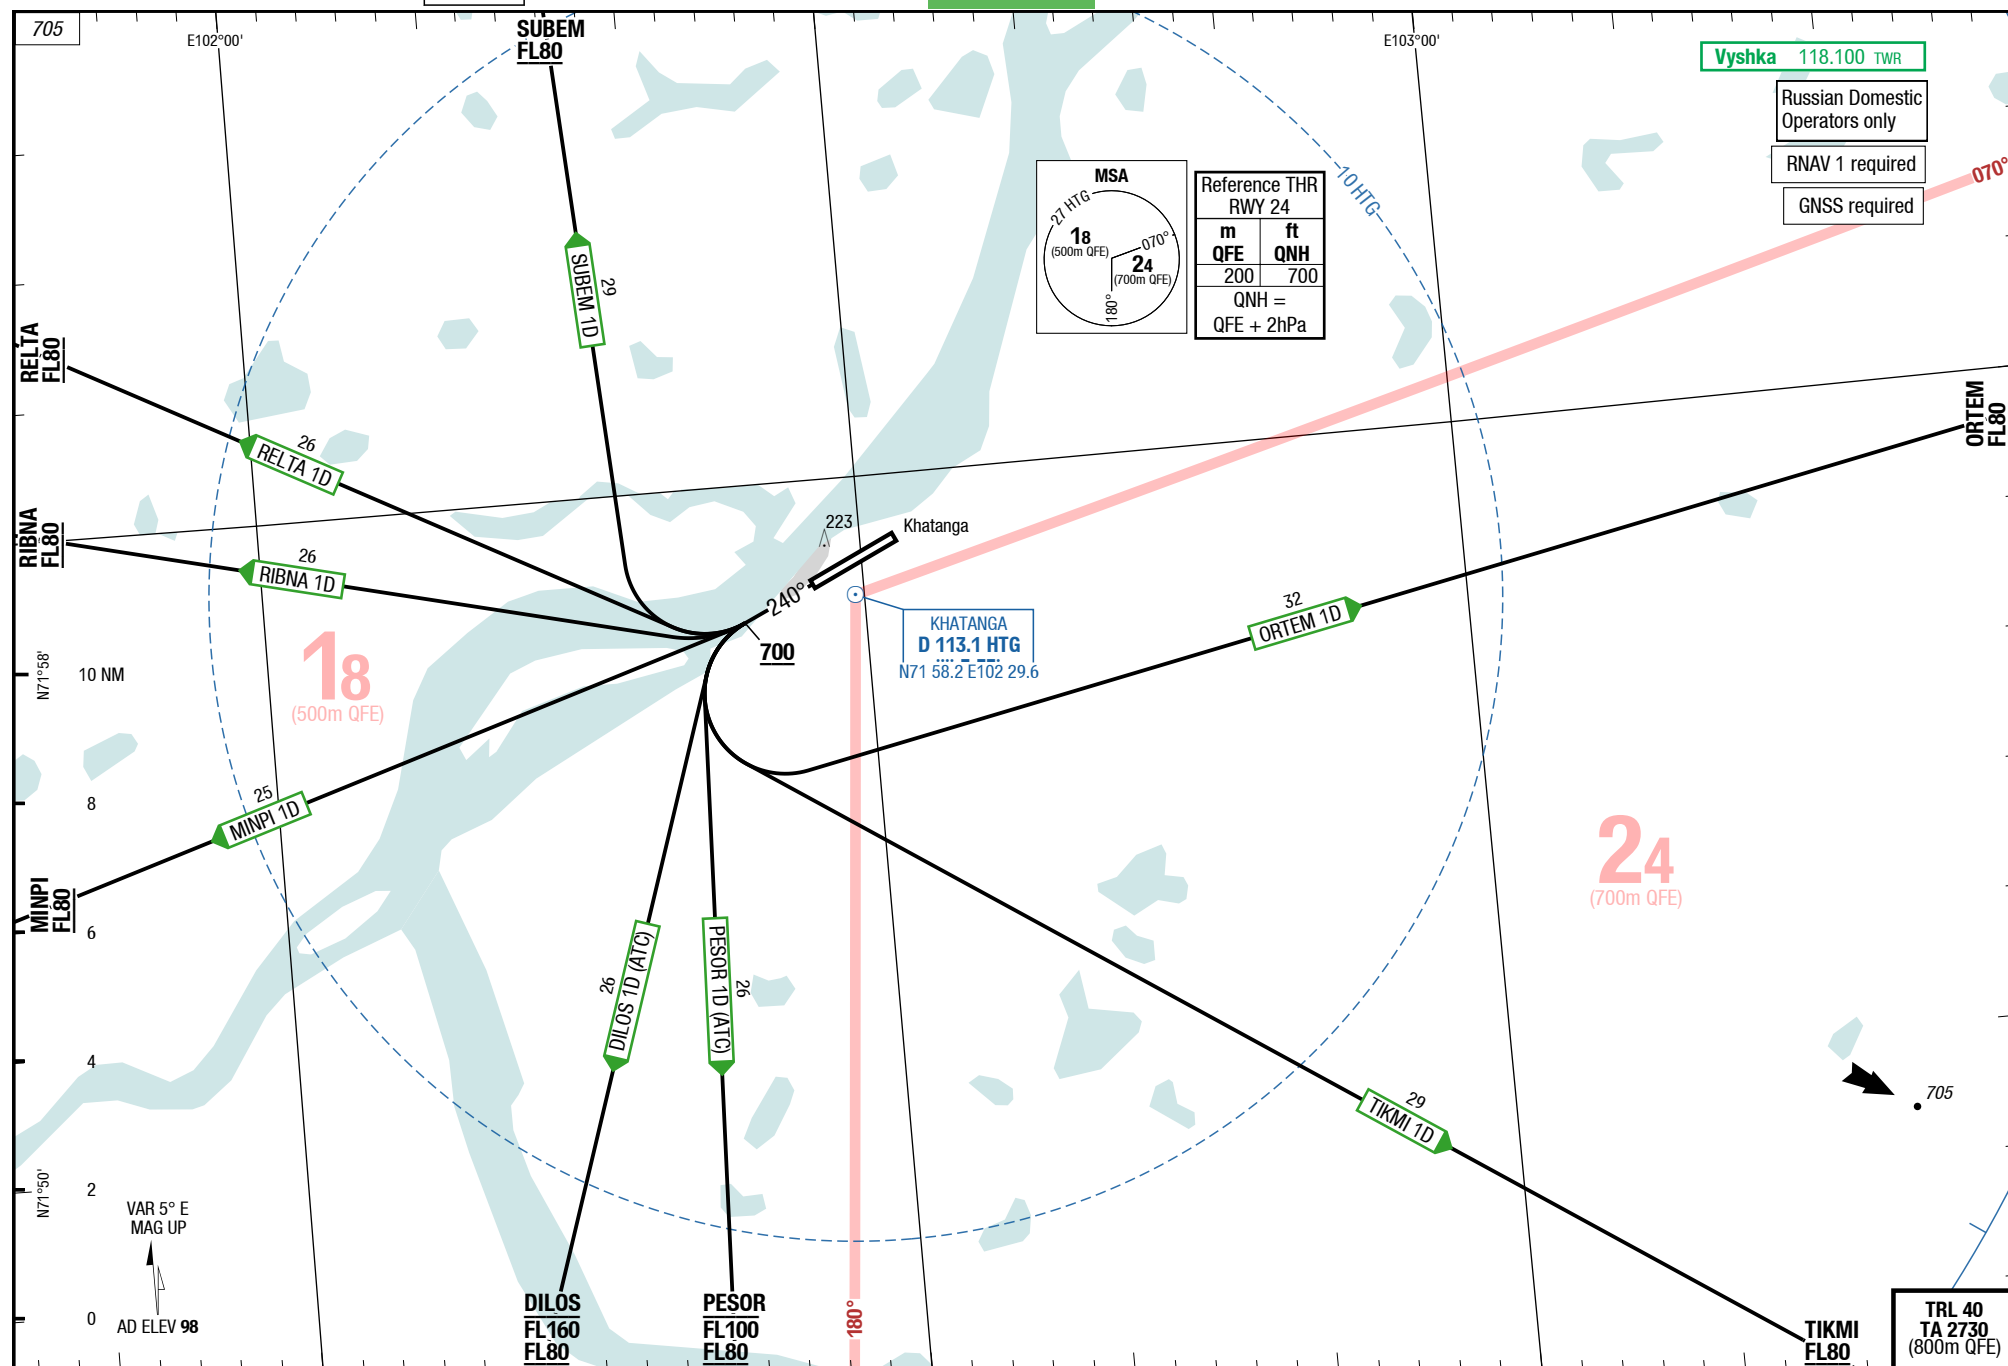 705
E102°00'
SUBEM
FL80
E103°00'
Vyshka 118.100 TWR
Russian Domestic
Operators only
RNAV 1 required
GNSS required
070°
10 HTG
MSA
27 HTG
18
(500m QFE)
070°
24
(700m QFE)
180°
Reference THR
RWY 24
m ft
QFE QNH
200 700
QNH =
QFE + 2hPa
29
SUBEM 1D
RELTA
FL80
26
RELTA 1D
ORTEM
FL80
RIBNA
FL80
26
RIBNA 1D
223
Khatanga
240°
700
KHATANGA
D 113.1 HTG
N71 58.2 E102 29.6
32
ORTEM 1D
18
(500m QFE)
N71°58'
10 NM
8
25
MINPI 1D
24
(700m QFE)
MINPI
FL80
6
26
DILOS 1D (ATC)
PESOR 1D (ATC)
26
4
29
TIKMI 1D
705
N71°50'
2
VAR 5° E
MAG UP
0
AD ELEV 98
DILOS
FL160
FL80
PESOR
FL100
FL80
180°
TIKMI
FL80
TRL 40
TA 2730
(800m QFE)